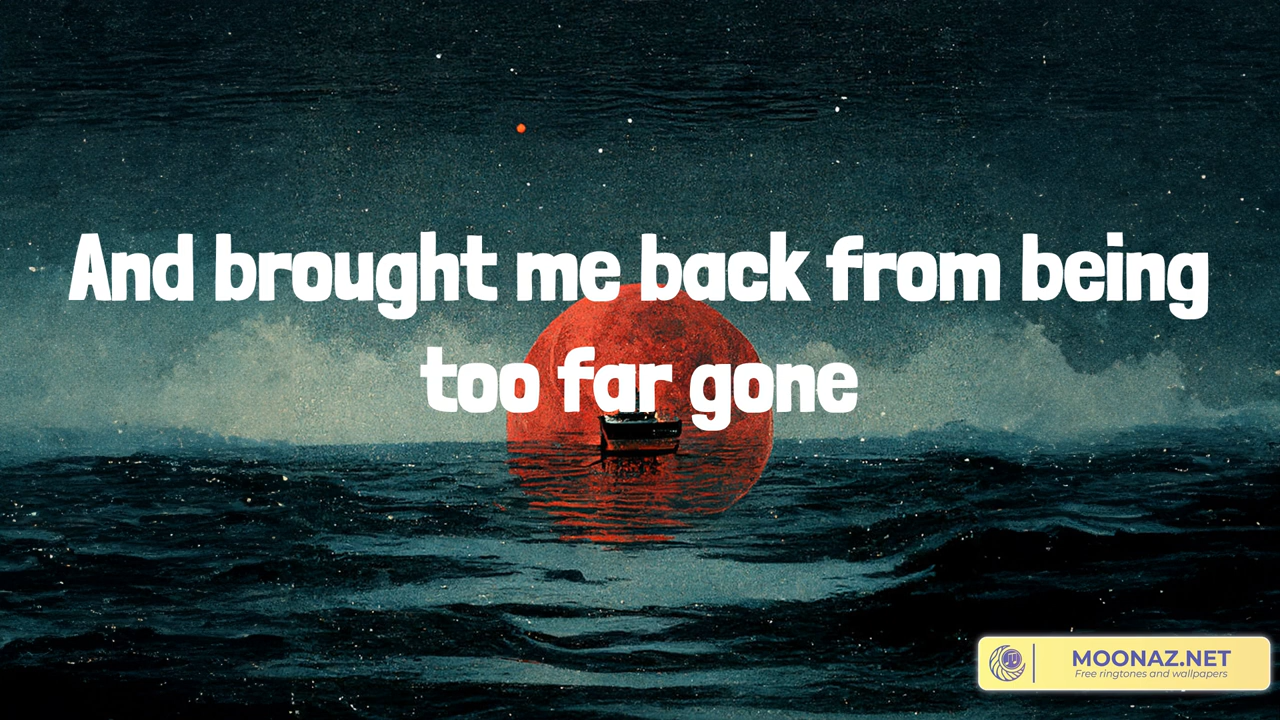 And brought me back from being
too far gone
MOONAZ.NET
Free ringtones and wallpapers